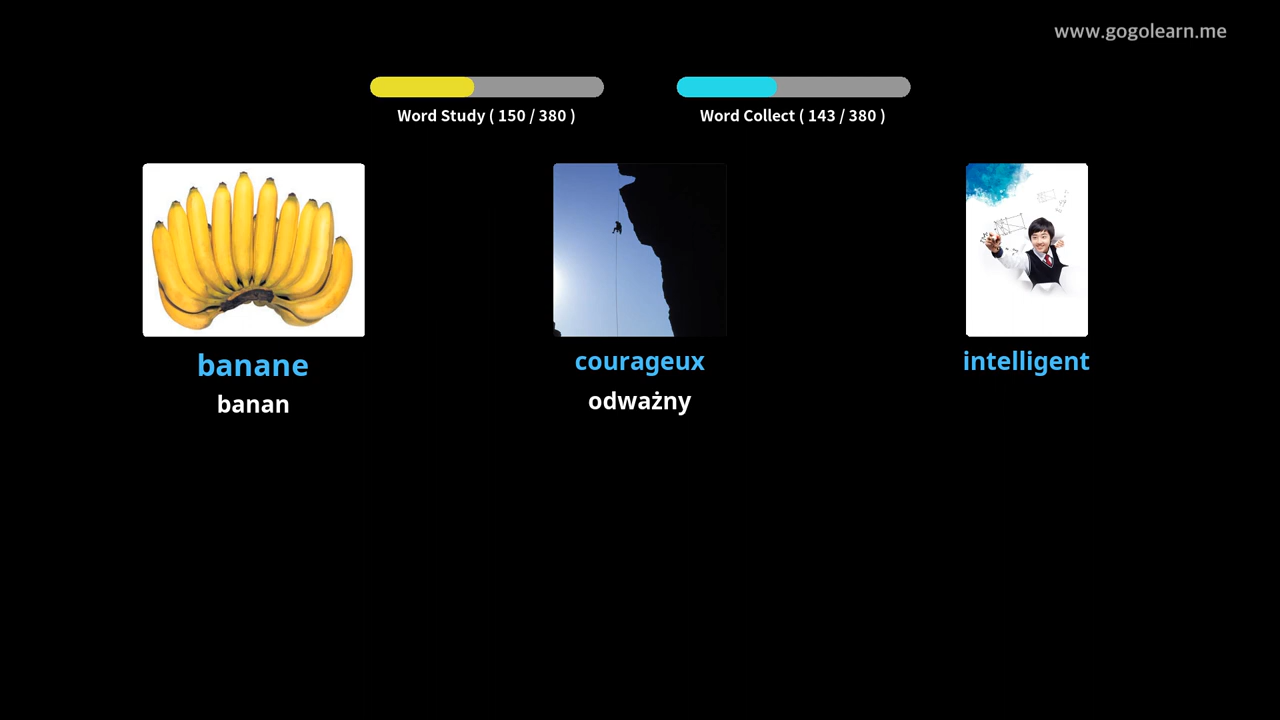 www.gogolearn.me
Word Study ( 150 / 380 )
Word Collect ( 143 / 380 )
banane
courageux
intelligent
banan
odważny